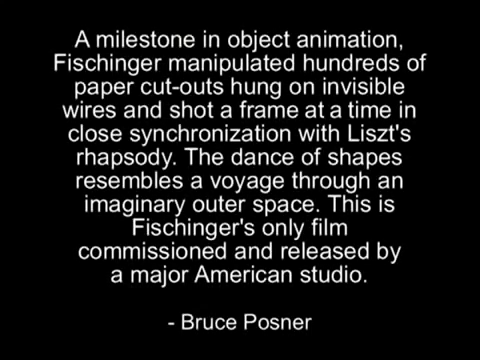 A milestone in object animation,
Fischinger manipulated hundreds of
paper cut-outs hung on invisible
wires and shot a frame at a time in
close synchronization with Liszt's
rhapsody. The dance of shapes
resembles a voyage through an
imaginary outer space. This is
Fischinger's only film
commissioned and released by
a major American studio.
- Bruce Posner